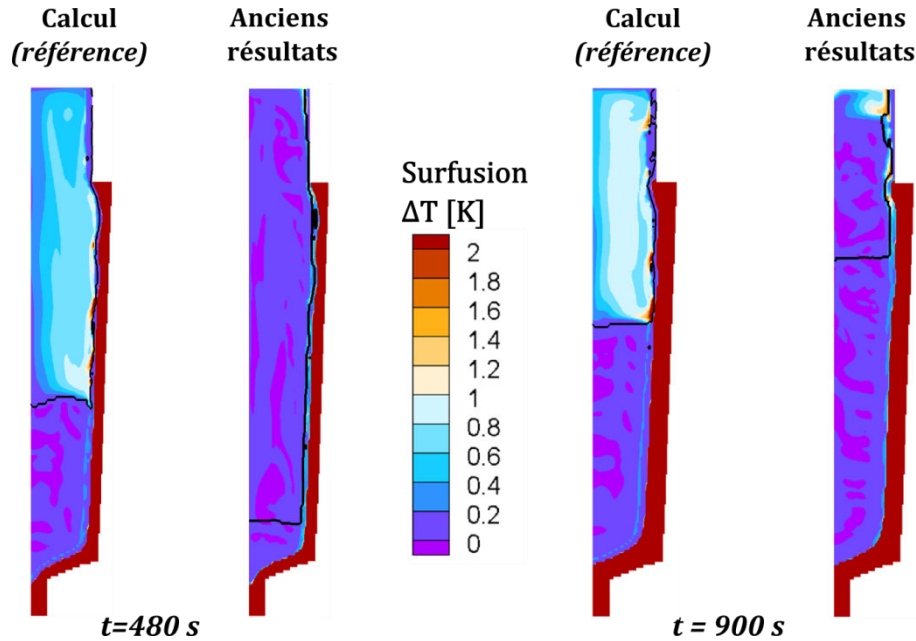 Calcul
(référence)
Anciens
résultats
Calcul
(référence)
Anciens
résultats
Surfusion
ΔT [K]
2
1.8
1.6
1.4
1.2
1
0.8
0.6
0.4
0.2
0
t=480 s
t = 900 s